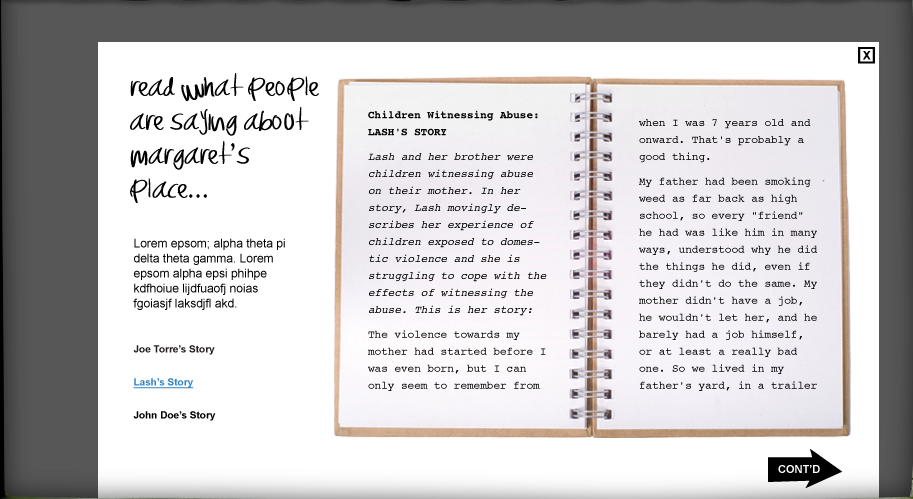 X
read what people
are saying about
margaret's
place...
Lorem epsom; alpha theta pi
delta theta gamma. Lorem
epsom alpha epsi phihpe
kdfhoiue lijdfuaofj noias
fgoiasjf laksdjfl akd.
Joe Torre's Story
Lash's Story
John Doe's Story
Children Witnessing Abuse:
LASH'S STORY
Lash and her brother were
children witnessing abuse
on their mother. In her
story, Lash movingly de-
scribes her experience of
children exposed to domes-
tic violence and she is
struggling to cope with the
effects of witnessing the
abuse. This is her story:
The violence towards my
mother had started before I
was even born, but I can
only seem to remember from
when I was 7 years old and
onward. That's probably a
good thing.
My father had been smoking
weed as far back as high
school, so every "friend"
he had was like him in many
ways, understood why he did
the things he did, even if
they didn't do the same. My
mother didn't have a job,
he wouldn't let her, and he
barely had a job himself,
or at least a really bad
one. So we lived in my
father's yard, in a trailer
CONT'D